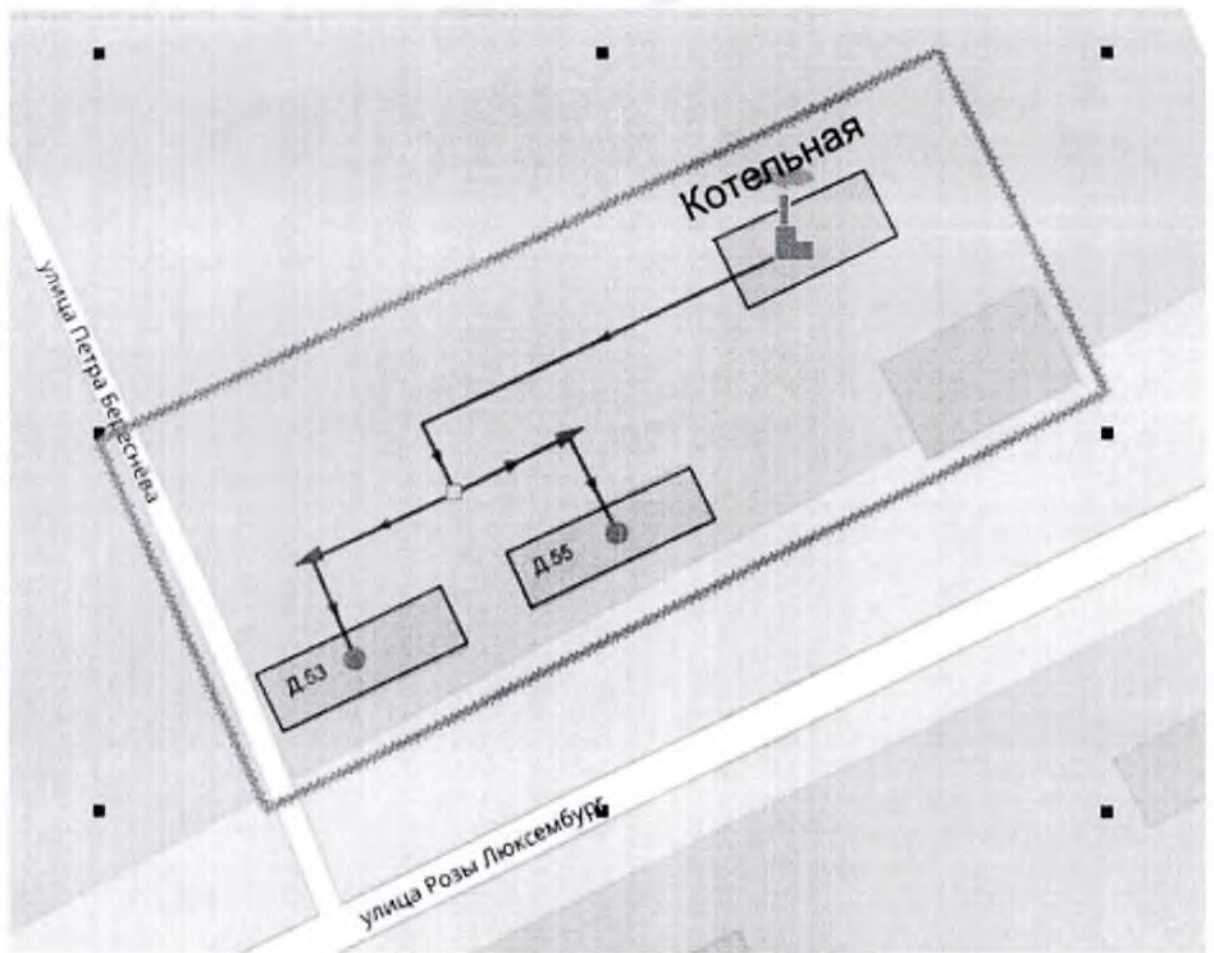 Котельная
улица Петра Береснева
Д.55
Д.53
улица Розы Люксембург